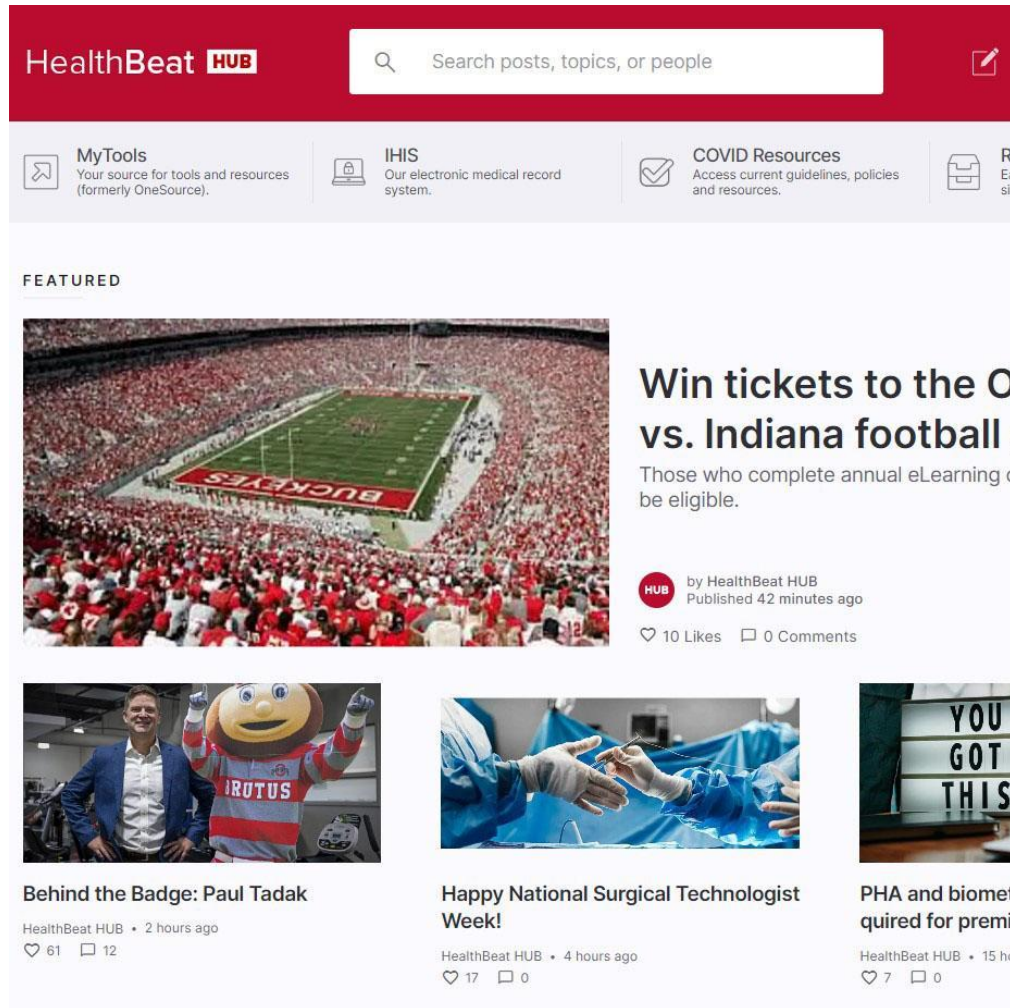 HealthBeat HUB
Search posts, topics, or people
MyTools
Your source for tools and resources
(formerly OneSource).
IHIS
Our electronic medical record
system.
COVID Resources
Access current guidelines, policies
and resources.
FEATURED
BUCKEYES
Win tickets to the
vs. Indiana football
Those who complete annual eLearning
be eligible.
HUB
by HealthBeat HUB
Published 42 minutes ago
10 Likes 0 Comments
BRUTUS
YOU
GOT
THIS
Behind the Badge: Paul Tadak
HealthBeat HUB • 2 hours ago
61 12
Happy National Surgical Technologist
Week!
HealthBeat HUB • 4 hours ago
17 0
PHA and biomet
quired for premi
HealthBeat HUB • 15 h
7 0